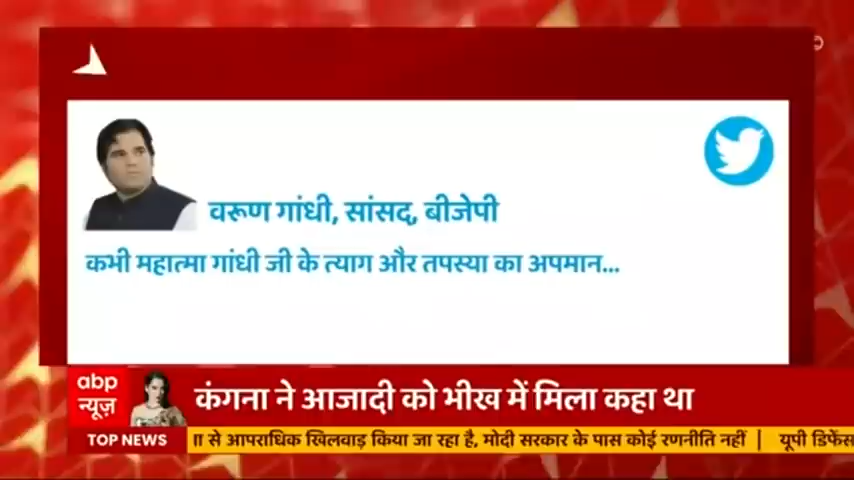 वरूण गांधी, सांसद, बीजेपी
कभी महात्मा गांधी जी के त्याग और तपस्या का अपमान...
abp
न्यूज़
कंगना ने आजादी को भीख में मिला कहा था
TOP NEWS
से आपराधिक खिलवाड़ किया जा रहा है, मोदी सरकार के पास कोई रणनीति नहीं | यूपी डिफेंस